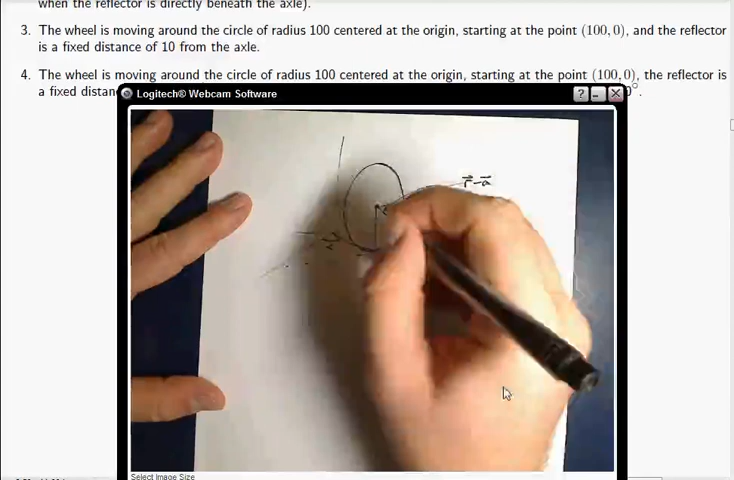 when the reflector is directly beneath the axle).
3. The wheel is moving around the circle of radius 100 centered at the origin, starting at the point (100, 0), and the reflector
is a fixed distance of 10 from the axle.
4. The wheel is moving around the circle of radius 100 centered at the origin, starting at the point (100, 0), the reflector is
a fixed distan
0°.
Logitech® Webcam Software
? _ X
r⃗-a⃗
Select Image Size